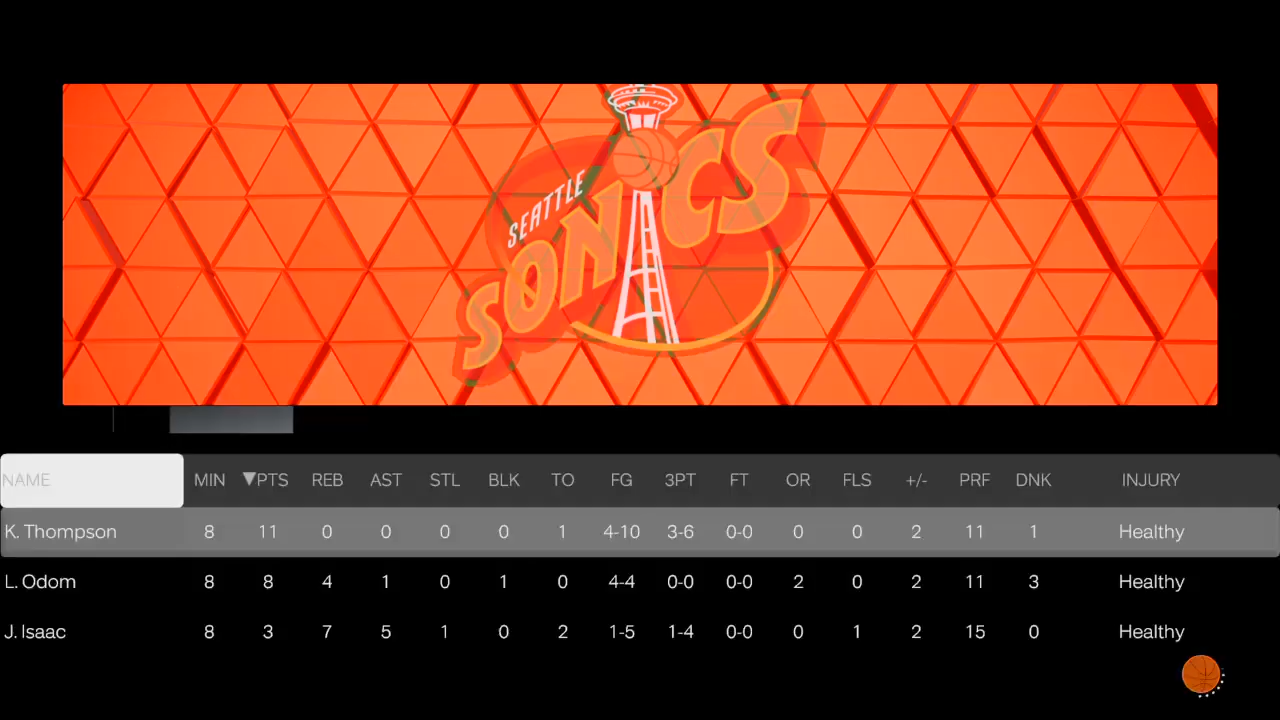 SEATTLE
SONICS
NAME MIN ▼PTS REB AST STL BLK TO FG 3PT FT OR FLS +/- PRF DNK INJURY
K. Thompson 8 11 0 0 0 0 1 4-10 3-6 0-0 0 0 2 11 1 Healthy
L. Odom 8 8 4 1 0 1 0 4-4 0-0 0-0 2 0 2 11 3 Healthy
J. Isaac 8 3 7 5 1 0 2 1-5 1-4 0-0 0 1 2 15 0 Healthy